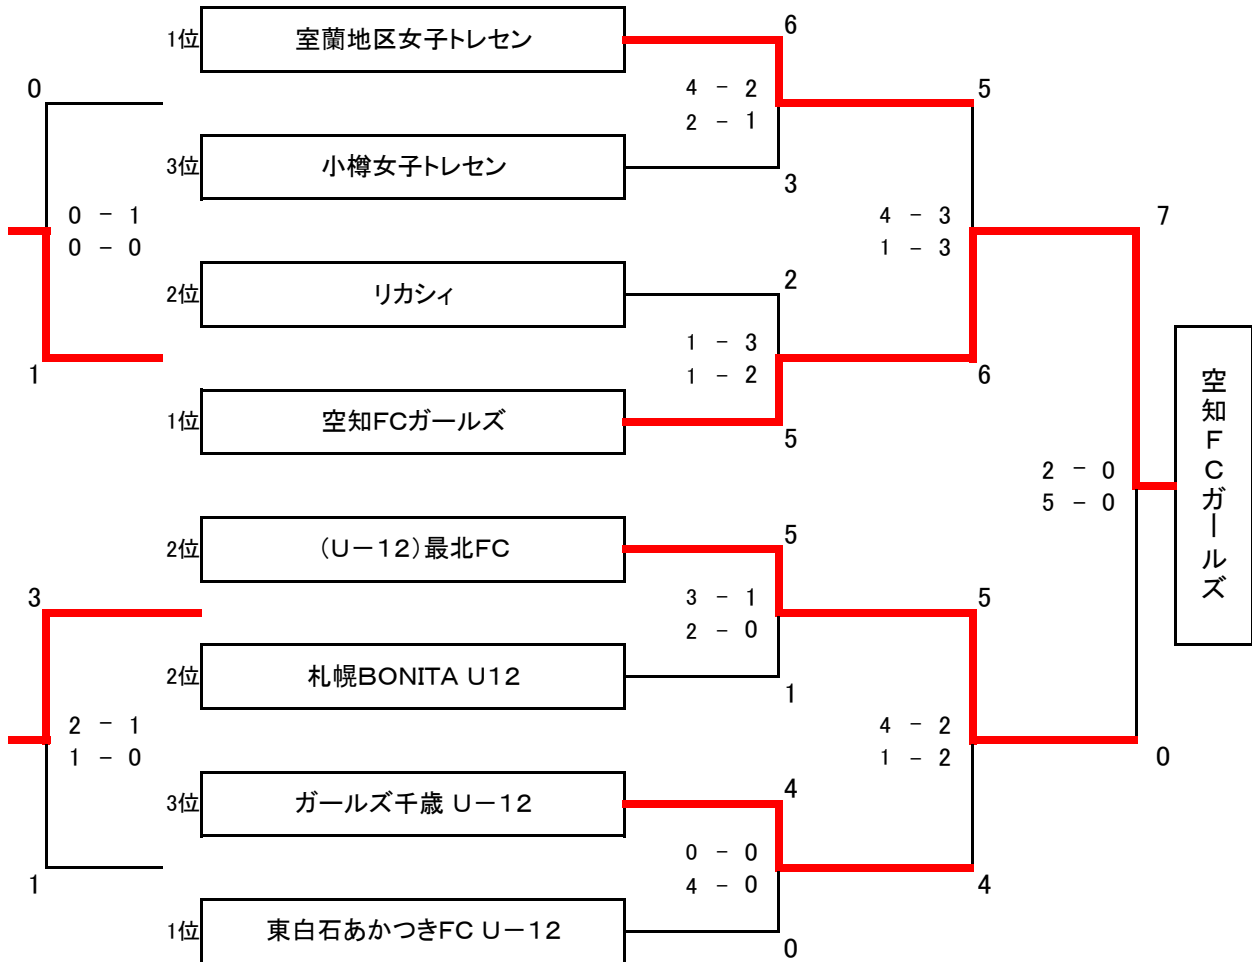 1位 室蘭地区女子トレセン 6
0 4 - 2 5
2 - 1
3位 小樽女子トレセン
3
0 - 1 4 - 3 7
0 - 0 1 - 3
2位 リカシィ 2
1 - 3
1 1 - 2 6
1位 空知FCガールズ 5
空知FCガールズ
2 - 0
5 - 0
2位 (U-12)最北FC 5
3 3 - 1 5
2 - 0
2位 札幌BONITA U12 1
2 - 1 4 - 2
1 - 0 1 - 2 0
3位 ガールズ千歳 U-12 4
0 - 0
1 4 - 0 4
1位 東白石あかつきFC U-12 0